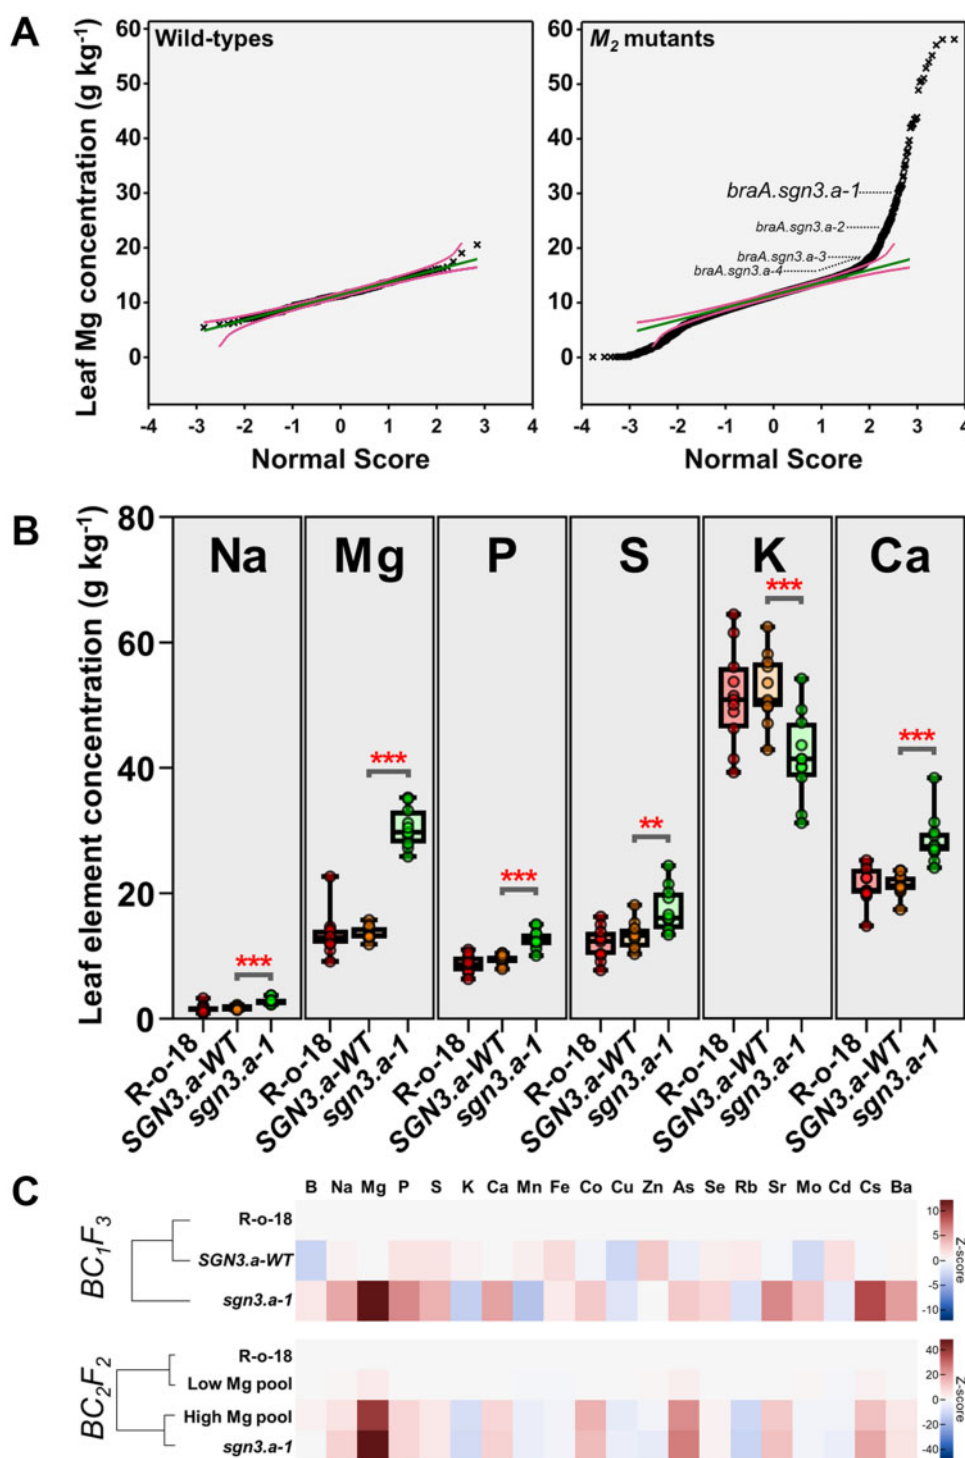 A
Wild-types
M2 mutants
Leaf Mg concentration (g kg-1)
60
50
40
30
20
10
0
braA.sgn3.a-1
braA.sgn3.a-2
braA.sgn3.a-3
braA.sgn3.a-4
-4 -3 -2 -1 0 1 2 3 4
-4 -3 -2 -1 0 1 2 3 4
Normal Score
Normal Score
B
Leaf element concentration (g kg-1)
80
60
40
20
0
Na Mg P S K Ca
***
***
***
**
***
***
R-o-18
SGN3.a-WT
sgn3.a-1
R-o-18
SGN3.a-WT
sgn3.a-1
R-o-18
SGN3.a-WT
sgn3.a-1
R-o-18
SGN3.a-WT
sgn3.a-1
R-o-18
SGN3.a-WT
sgn3.a-1
R-o-18
SGN3.a-WT
sgn3.a-1
C
B Na Mg P S K Ca Mn Fe Co Cu Zn As Se Rb Sr Mo Cd Cs Ba
BC1F3
R-o-18
SGN3.a-WT
sgn3.a-1
10
5
0
-5
-10
Z-score
BC2F2
R-o-18
Low Mg pool
High Mg pool
sgn3.a-1
40
20
0
-20
-40
Z-score